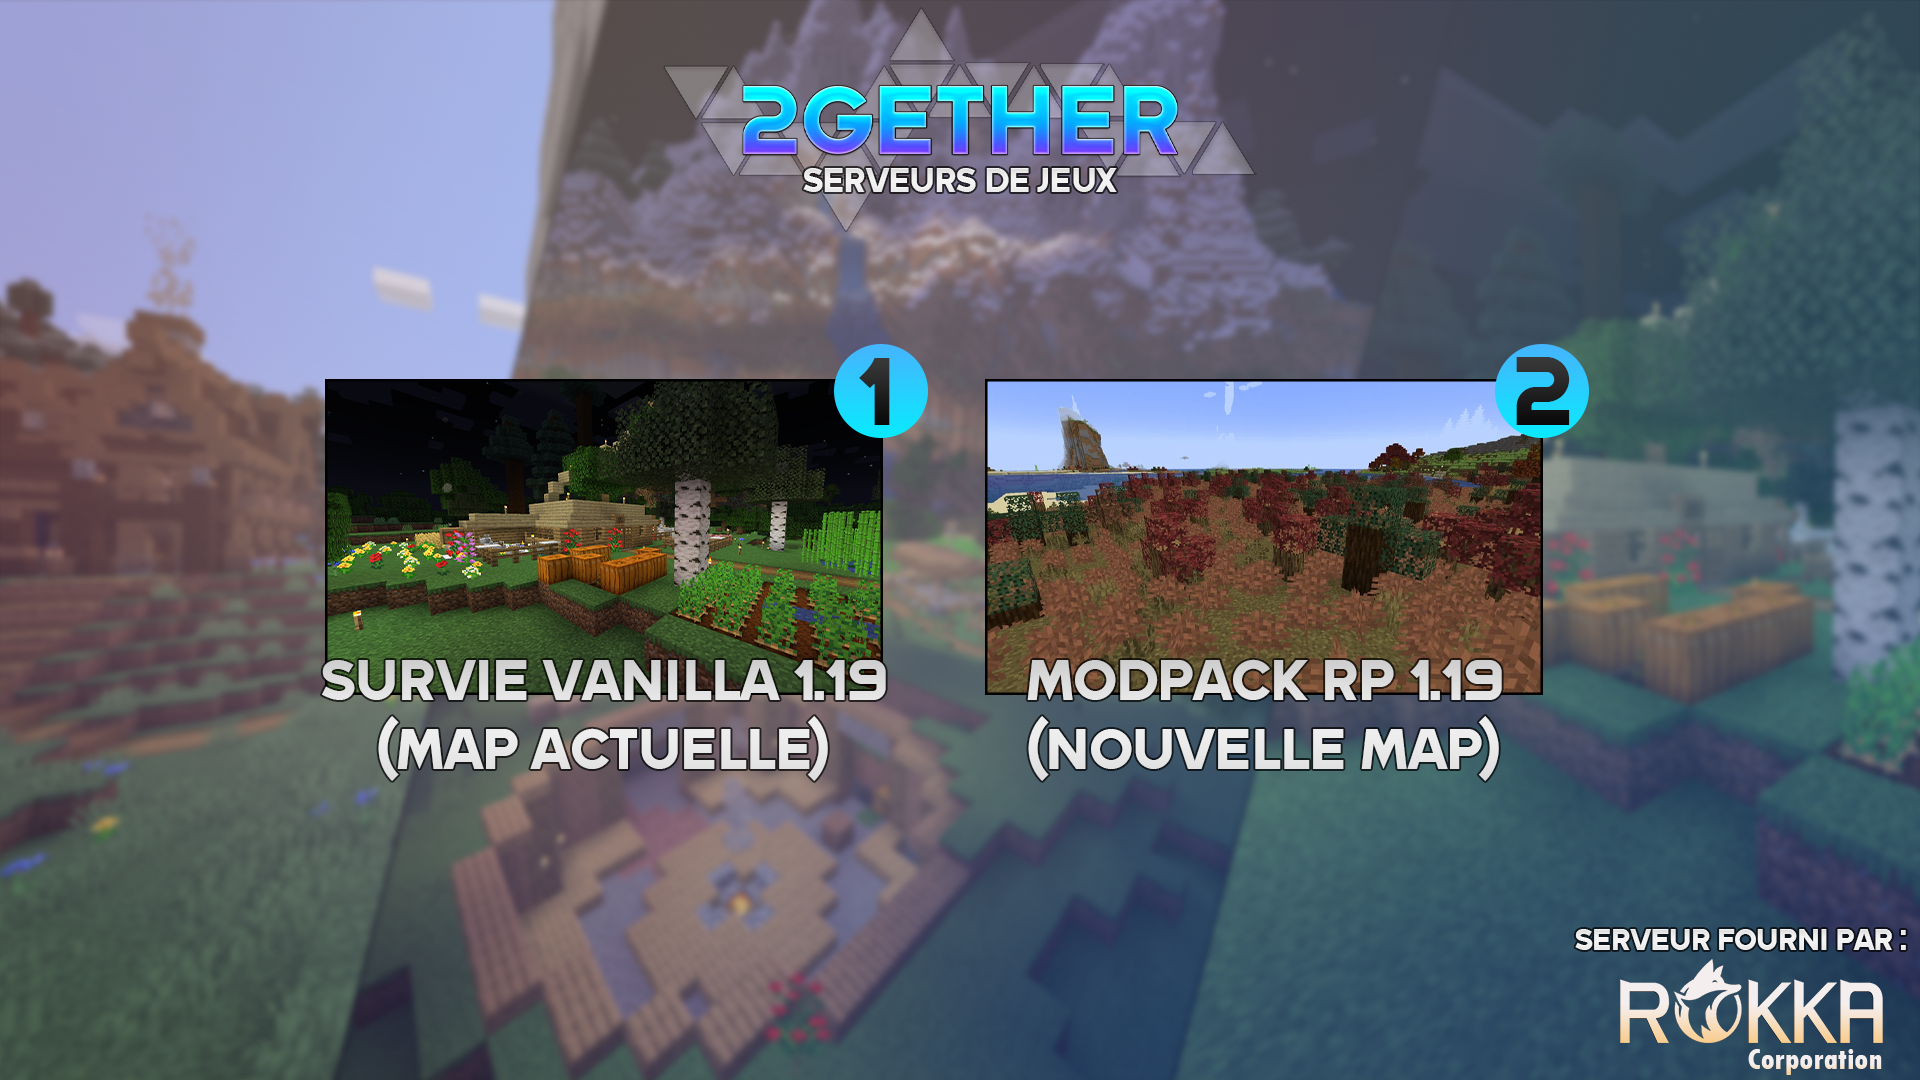 2GETHER
SERVEURS DE JEUX
1
2
SURVIE VANILLA 1.19
(MAP ACTUELLE)
MODPACK RP 1.19
(NOUVELLE MAP)
SERVEUR FOURNI PAR :
ROKKA
Corporation